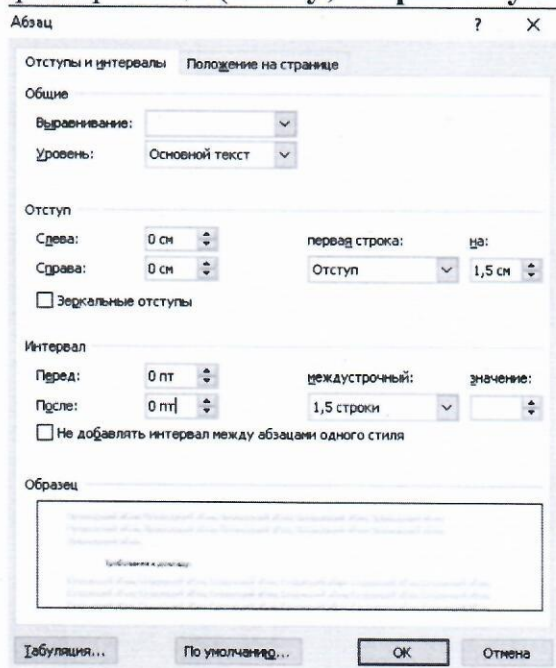 Абзац ? ×
Отступы и интервалы Положение на странице
Общие
Выравнивание:
Уровень: Основной текст
Отступ
Слева: 0 см первая строка: на:
Справа: 0 см Отступ 1,5 см
Зеркальные отступы
Интервал
Перед: 0 пт междустрочный: значение:
После: 0 пт 1,5 строки
Не добавлять интервал между абзацами одного стиля
Образец
Требования к докладу
Табуляция... По умолчанию... ОК Отмена